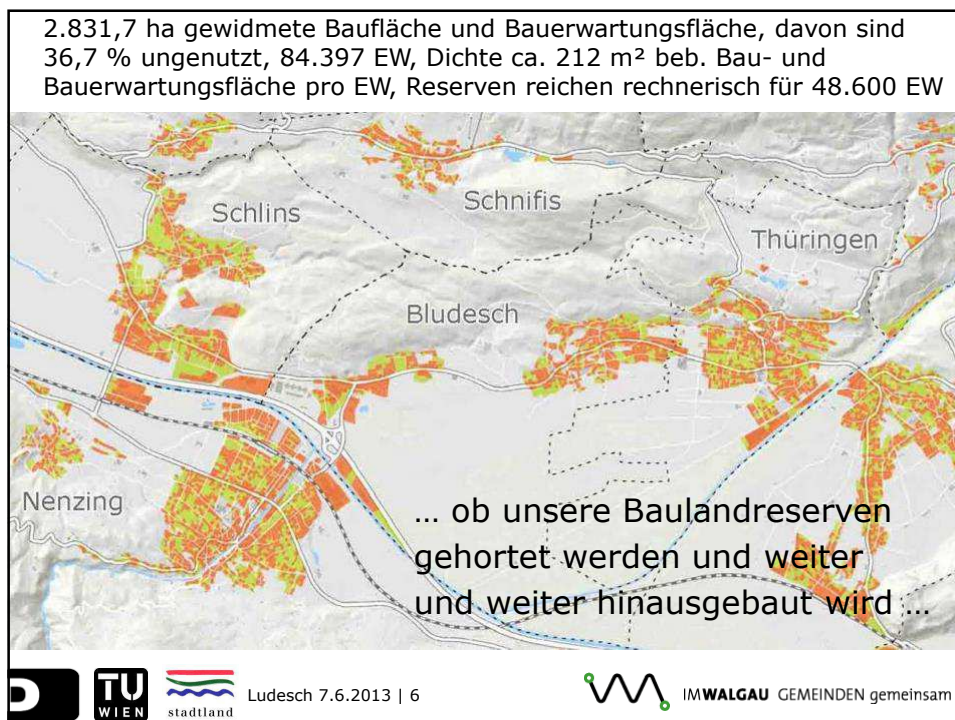 2.831,7 ha gewidmete Baufläche und Bauerwartungsfläche, davon sind
36,7 % ungenutzt, 84.397 EW, Dichte ca. 212 m² beb. Bau- und
Bauerwartungsfläche pro EW, Reserven reichen rechnerisch für 48.600 EW
Schlins
Schnifis
Thüringen
Bludesch
Nenzing
... ob unsere Baulandreserven
gehortet werden und weiter
und weiter hinausgebaut wird ...
TU
WIEN
stadtland
Ludesch 7.6.2013 | 6
IMWALGAU GEMEINDEN gemeinsam